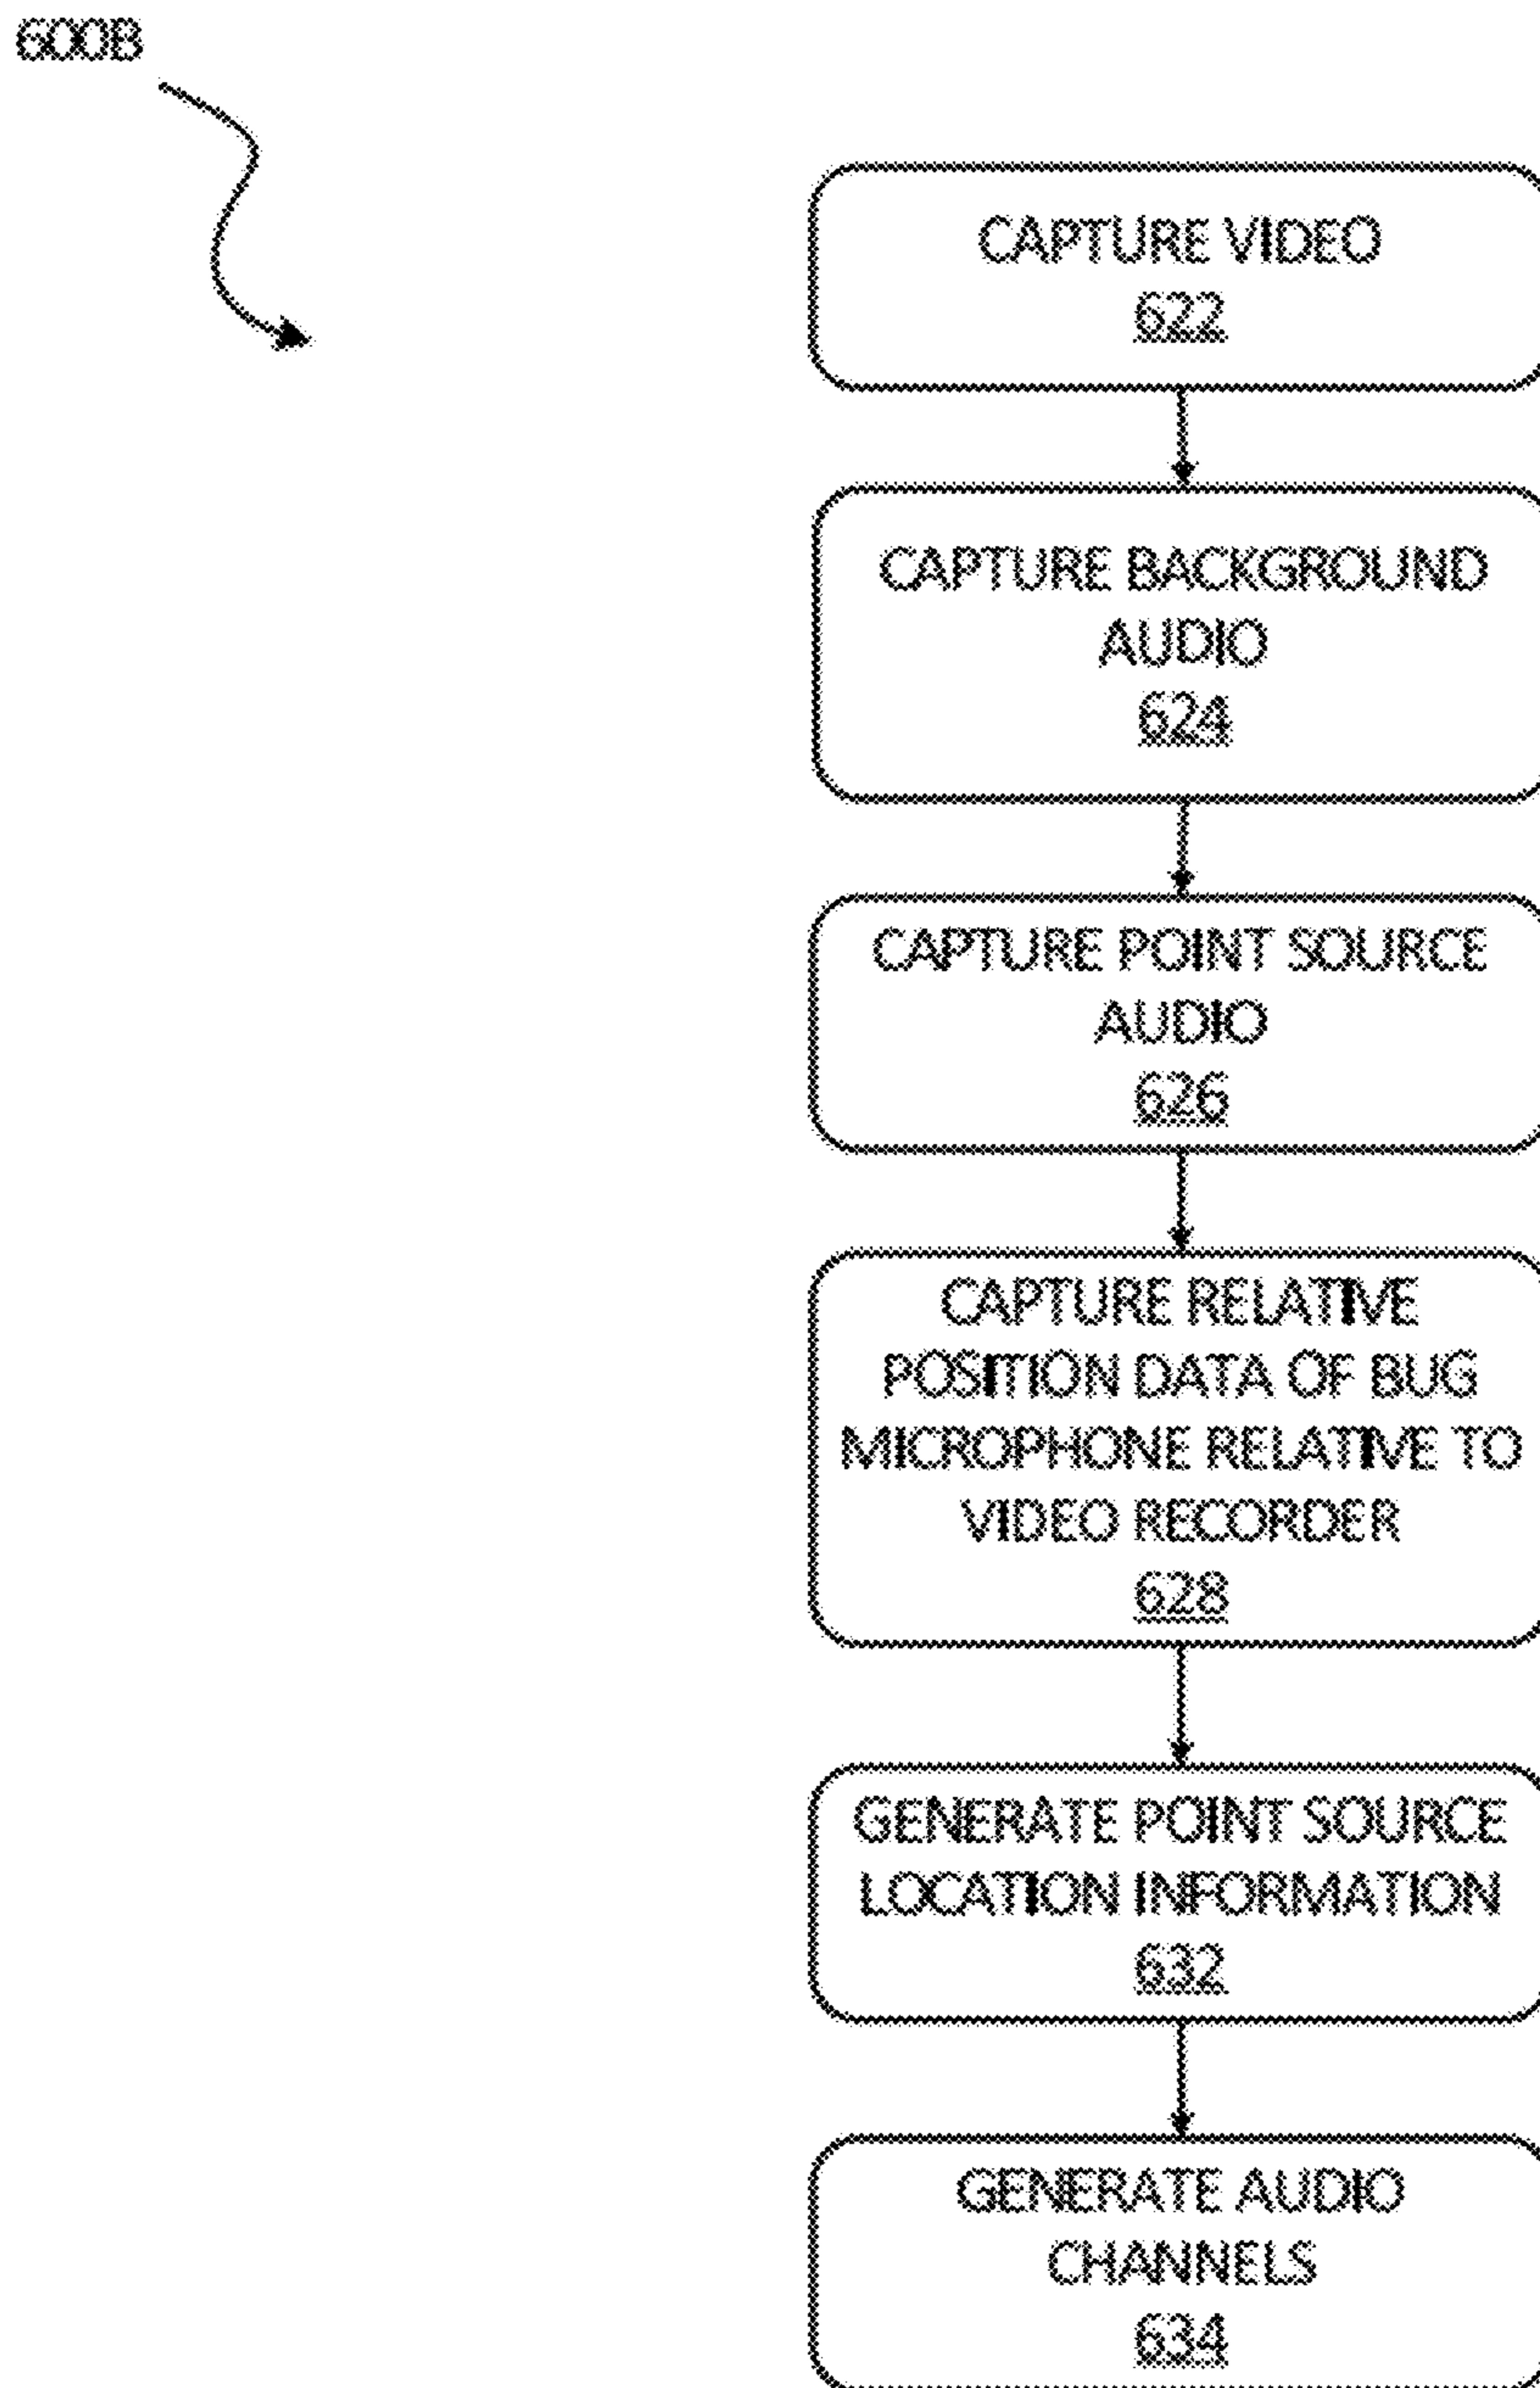 600B
CAPTURE VIDEO
622
CAPTURE BACKGROUND
AUDIO
624
CAPTURE POINT SOURCE
AUDIO
626
CAPTURE RELATIVE
POSITION DATA OF BUG
MICROPHONE RELATIVE TO
VIDEO RECORDER
628
GENERATE POINT SOURCE
LOCATION INFORMATION
632
GENERATE AUDIO
CHANNELS
634